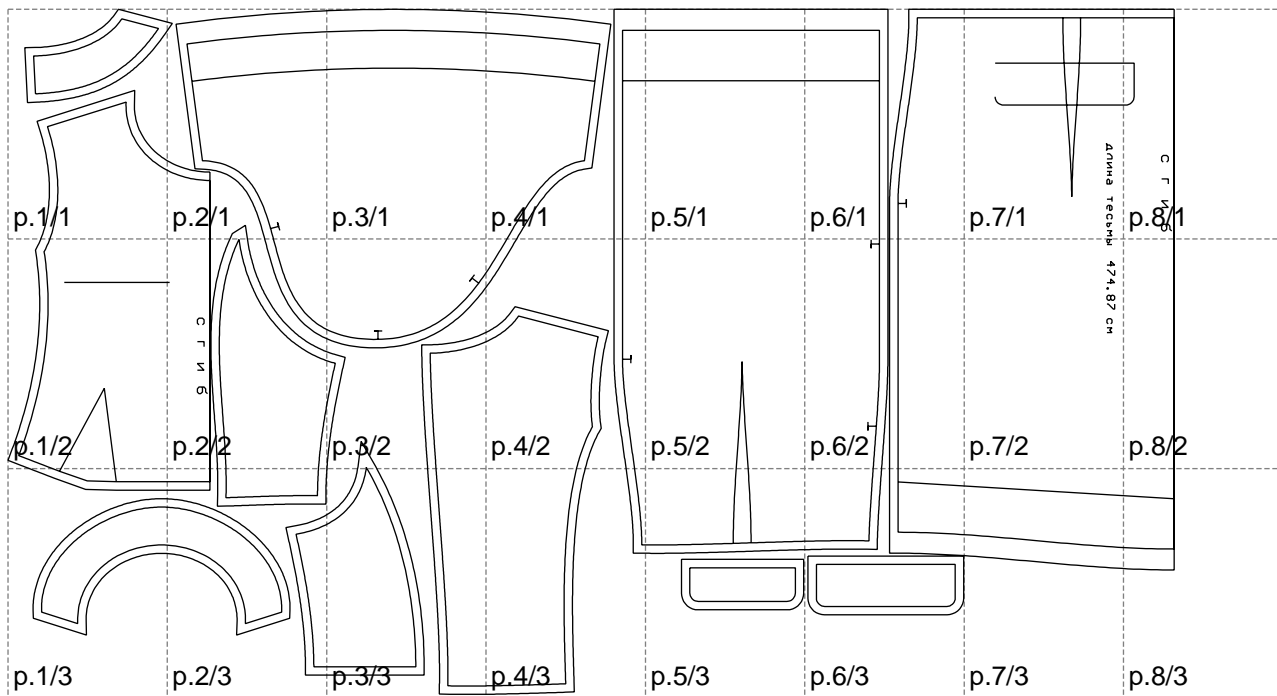 p.1/1
p.2/1
p.3/1
p.4/1
p.5/1
p.6/1
p.7/1
p.8/1
сгиб
длина тесьмы 474.87 см
сгиб
p.1/2
p.2/2
p.3/2
p.4/2
p.5/2
p.6/2
p.7/2
p.8/2
p.1/3
p.2/3
p.3/3
p.4/3
p.5/3
p.6/3
p.7/3
p.8/3